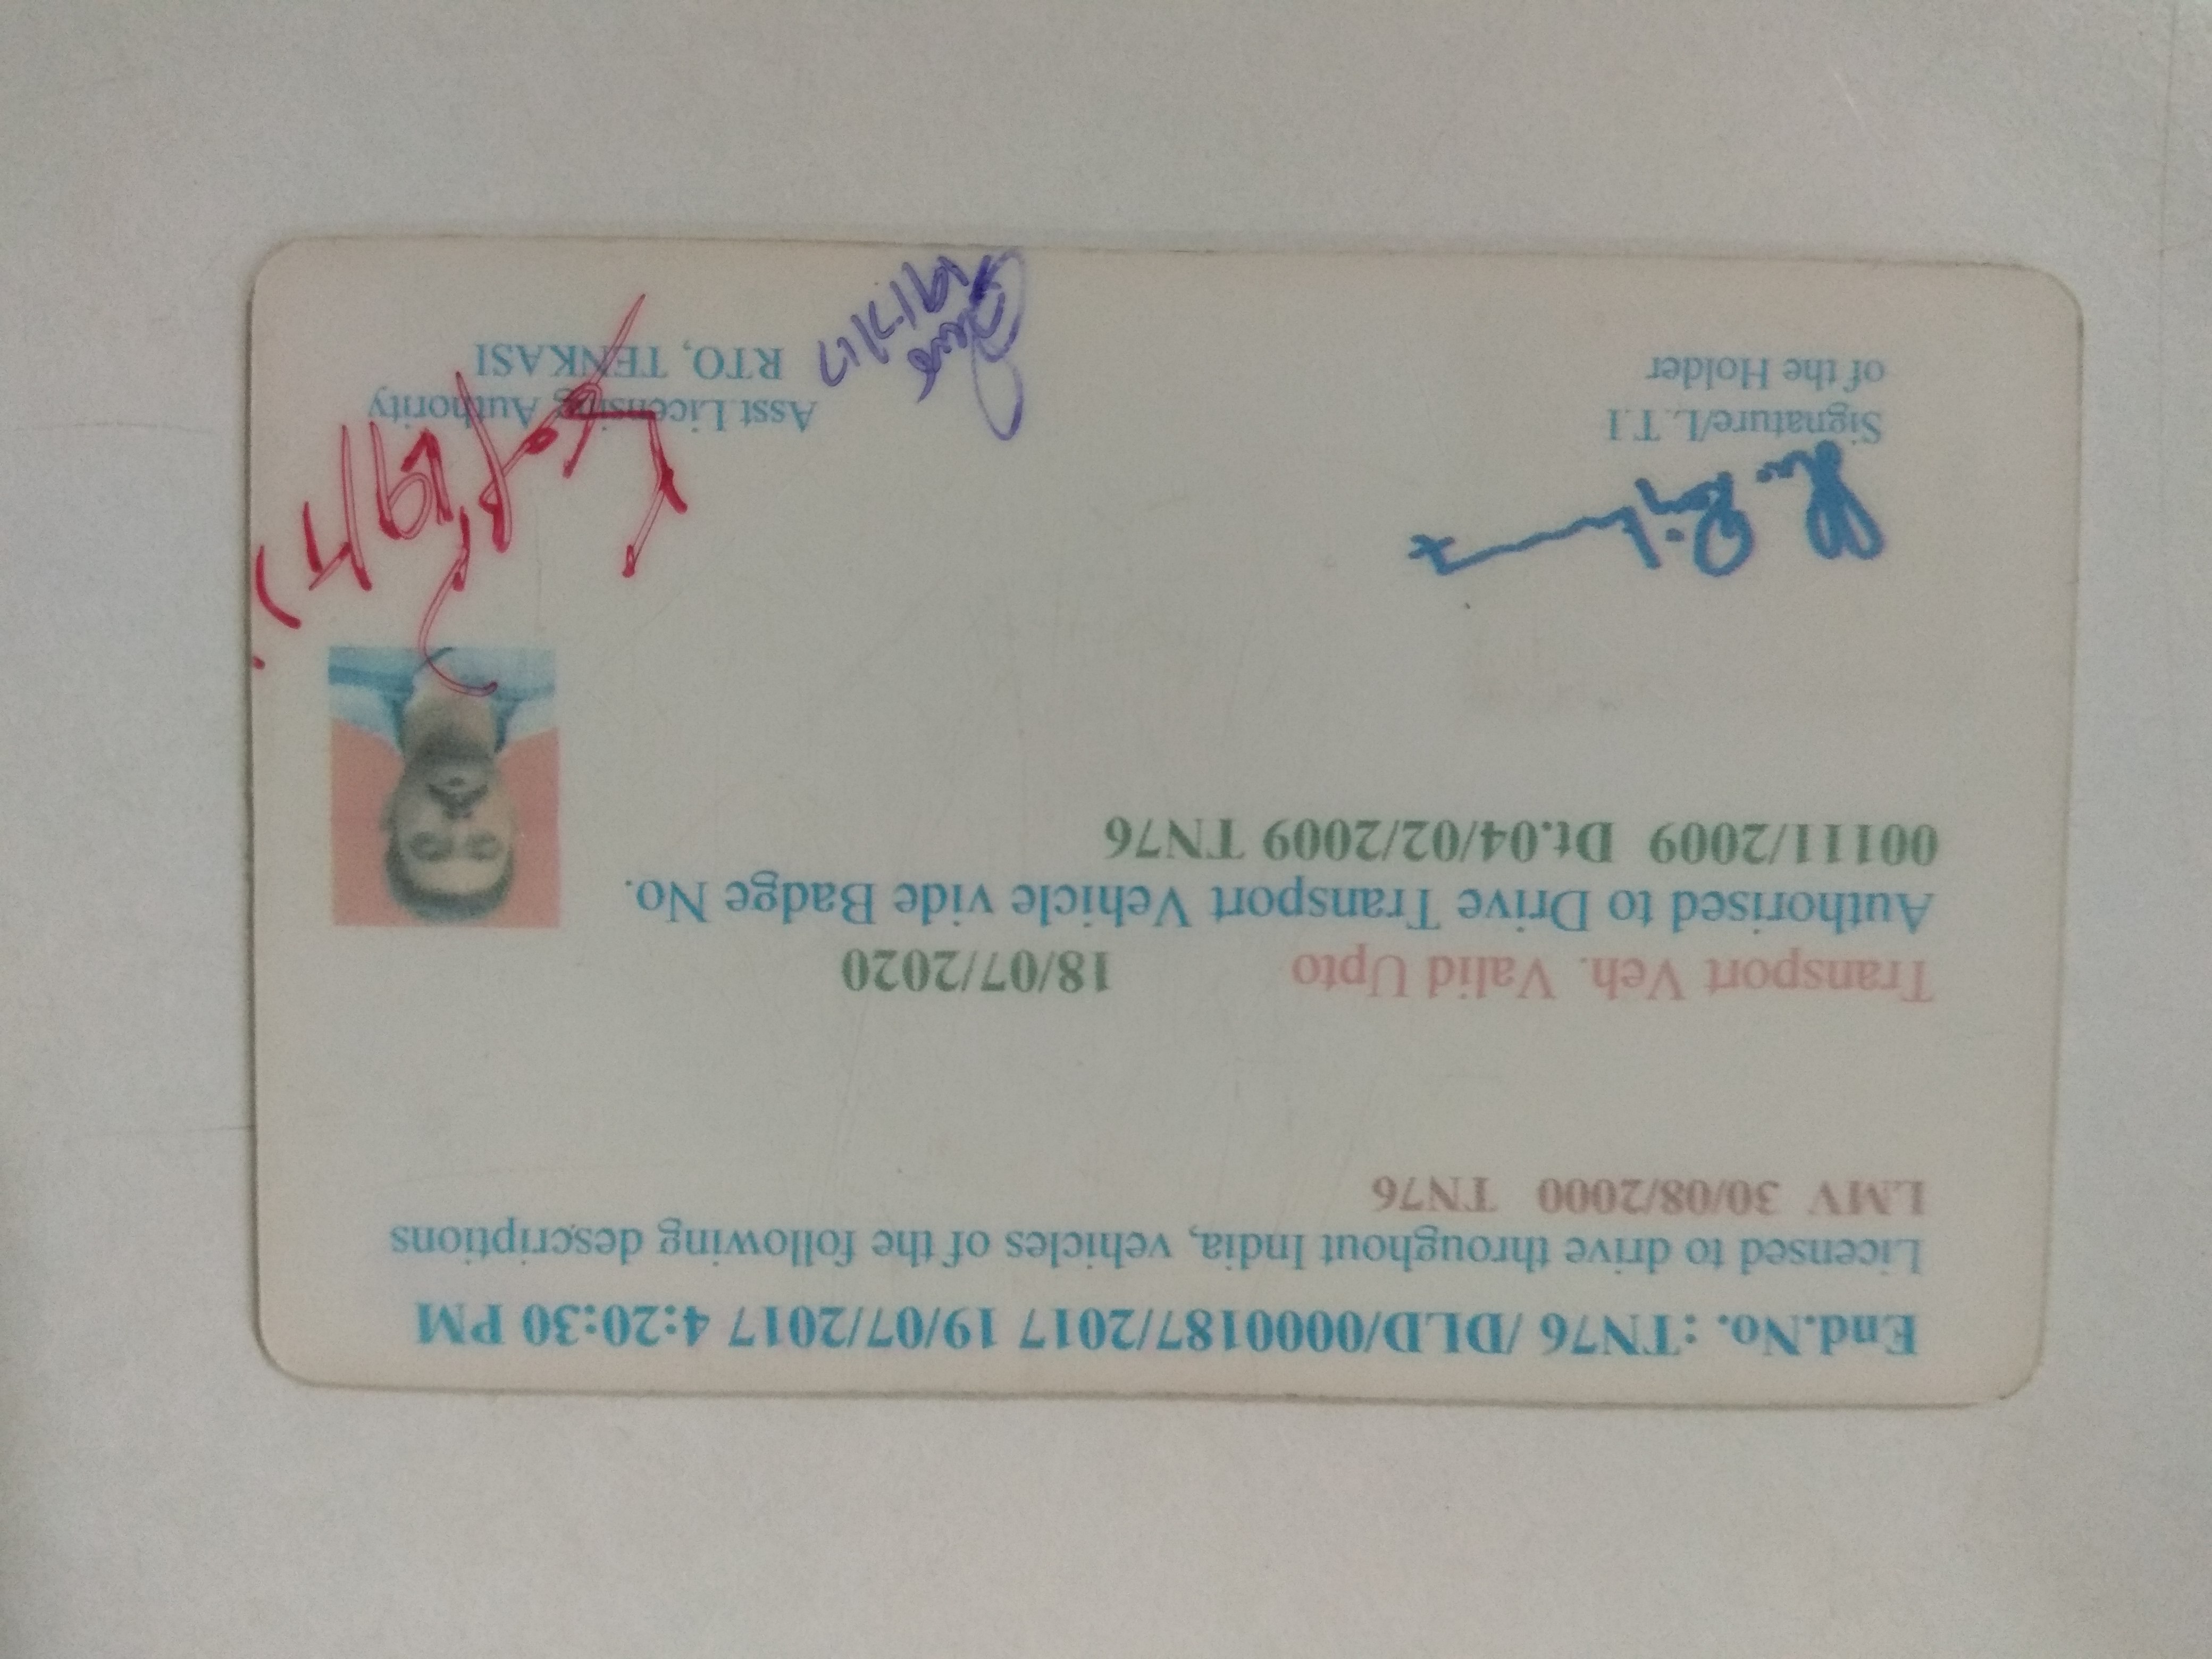 End.No. :TN76 /DLD/0000187/2017 19/07/2017 4:20:30 PM
Licensed to drive throughout India, vehicles of the following descriptions
LMV 30/08/2000 TN76
Transport Veh. Valid Upto 18/07/2020
Authorised to Drive Transport Vehicle vide Badge No.
00111/2009 Dt.04/02/2009 TN76
Signature/L.T.I
of the Holder
19/7/17
Asst.Licensing Authority
RTO, TENKASI